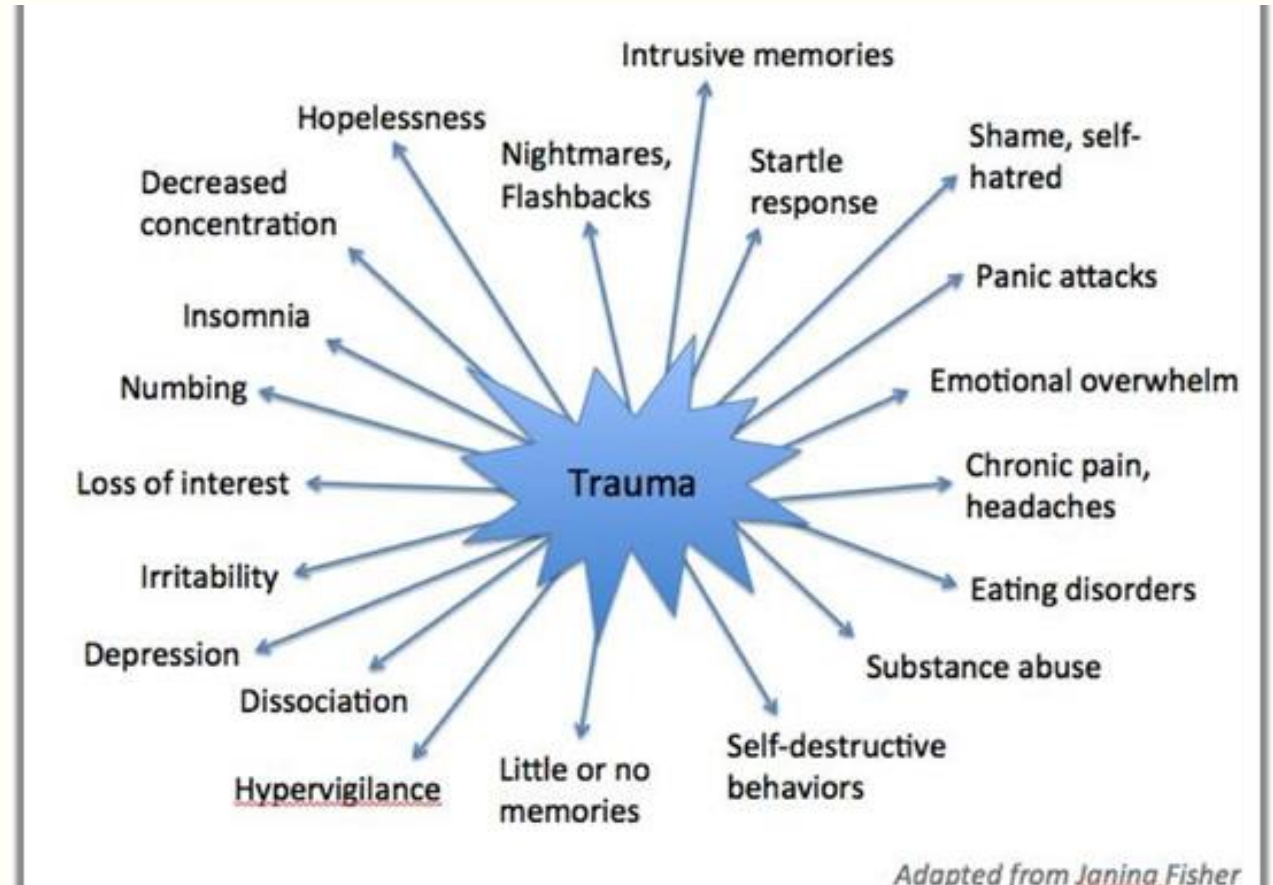 Intrusive memories
Hopelessness
Nightmares,
Flashbacks
Startle
response
Shame, self-
hatred
Decreased
concentration
Panic attacks
Insomnia
Numbing
Emotional overwhelm
Loss of interest
Trauma
Chronic pain,
headaches
Irritability
Eating disorders
Depression
Substance abuse
Dissociation
Self-destructive
behaviors
Hypervigilance
Little or no
memories
Adapted from Janina Fisher